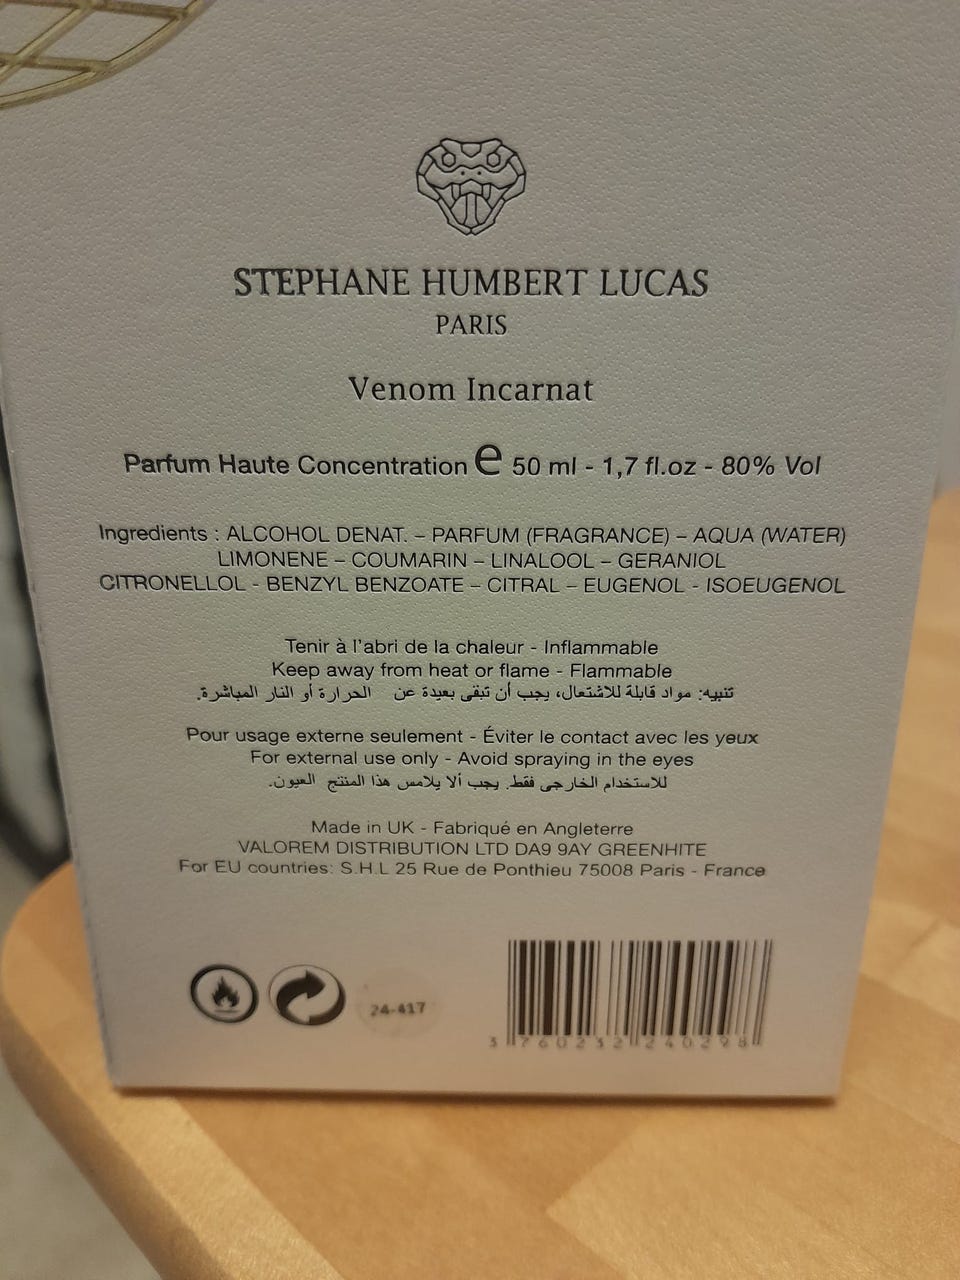 STEPHANE HUMBERT LUCAS
PARIS
Venom Incarnat
Parfum Haute Concentration e 50 ml - 1,7 fl.oz - 80% Vol
Ingredients : ALCOHOL DENAT. – PARFUM (FRAGRANCE) – AQUA (WATER)
LIMONENE – COUMARIN – LINALOOL – GERANIOL
CITRONELLOL - BENZYL BENZOATE – CITRAL – EUGENOL - ISOEUGENOL
Tenir à l'abri de la chaleur - Inflammable
Keep away from heat or flame - Flammable
تنبيه: مواد قابلة للاشتعال، يجب أن تبقى بعيدة عن الحرارة أو النار المباشرة.
Pour usage externe seulement - Éviter le contact avec les yeux
For external use only - Avoid spraying in the eyes
للاستخدام الخارجى فقط. يجب ألا يلامس هذا المنتج العيون.
Made in UK - Fabriqué en Angleterre
VALOREM DISTRIBUTION LTD DA9 9AY GREENHITE
For EU countries: S.H.L 25 Rue de Ponthieu 75008 Paris - France
24-417
3 760232 240298